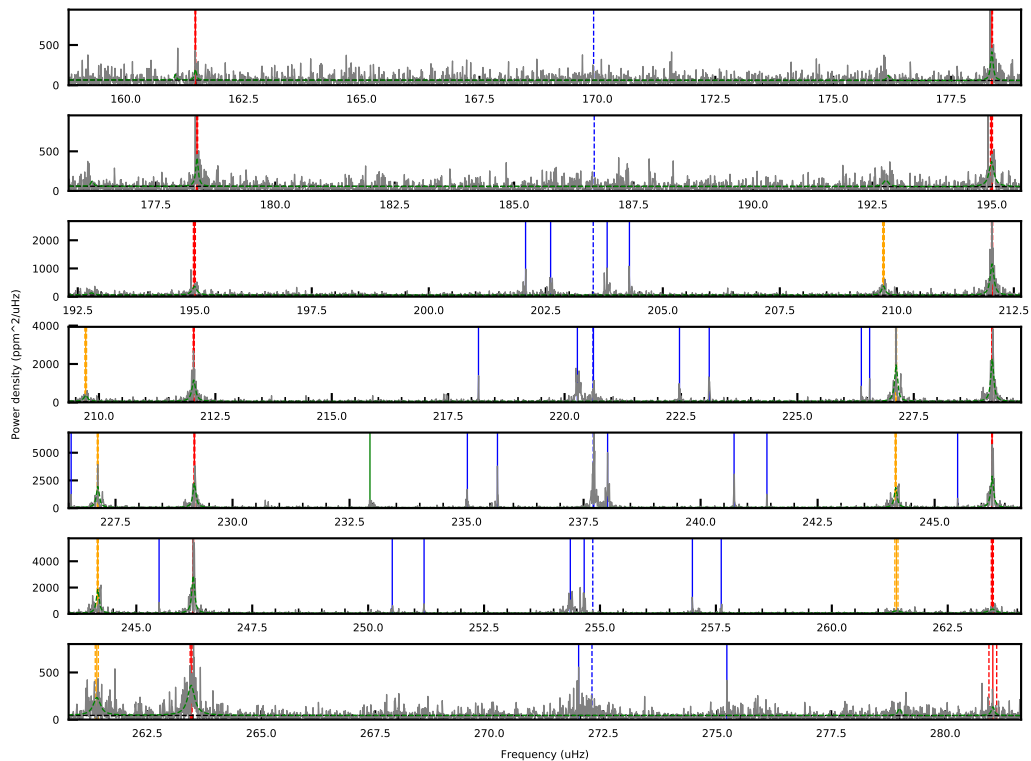 500
0
160.0 162.5 165.0 167.5 170.0 172.5 175.0 177.5
500
0
177.5 180.0 182.5 185.0 187.5 190.0 192.5 195.0
2000
1000
0
192.5 195.0 197.5 200.0 202.5 205.0 207.5 210.0 212.5
4000
2000
0
210.0 212.5 215.0 217.5 220.0 222.5 225.0 227.5
Power density (ppm^2/uHz)
5000
2500
0
227.5 230.0 232.5 235.0 237.5 240.0 242.5 245.0
4000
2000
0
245.0 247.5 250.0 252.5 255.0 257.5 260.0 262.5
500
0
262.5 265.0 267.5 270.0 272.5 275.0 277.5 280.0
Frequency (uHz)